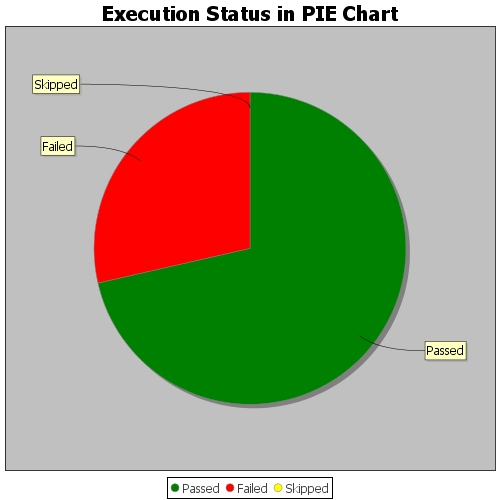 Execution Status in PIE Chart
Skipped
Failed
Passed
Passed Failed Skipped